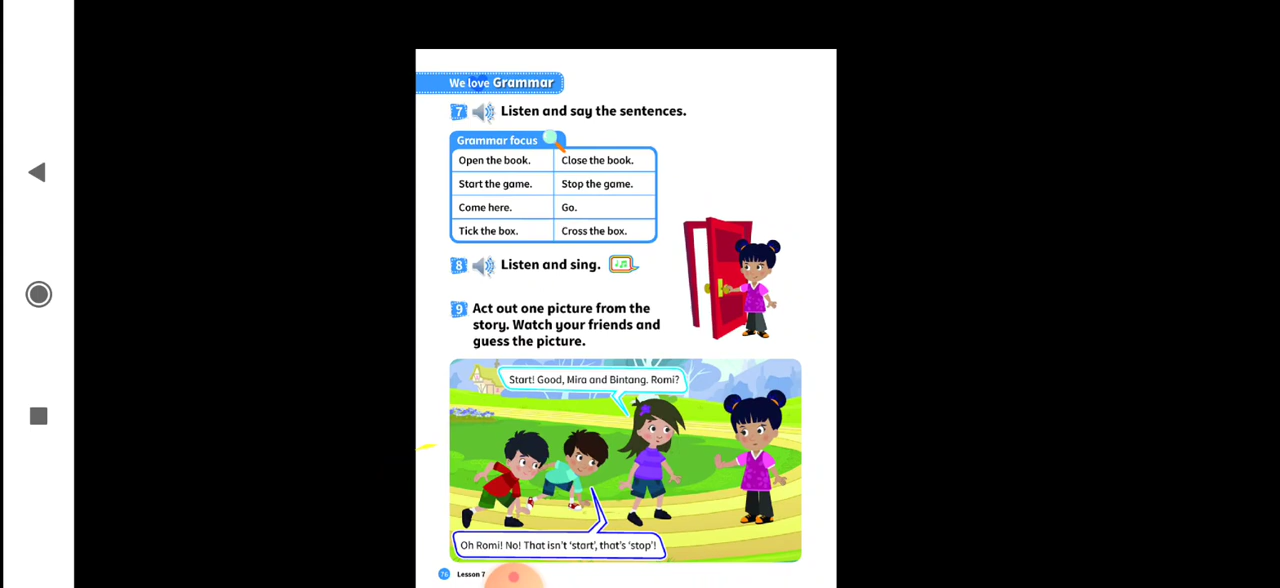 We love Grammar
7 Listen and say the sentences.
Grammar focus
Open the book. Close the book.
Start the game. Stop the game.
Come here. Go.
Tick the box. Cross the box.
8 Listen and sing.
9 Act out one picture from the
story. Watch your friends and
guess the picture.
Start! Good, Mira and Bintang. Romi?
Oh Romi! No! That isn't ‘start’, that's ‘stop’!
76 Lesson 7